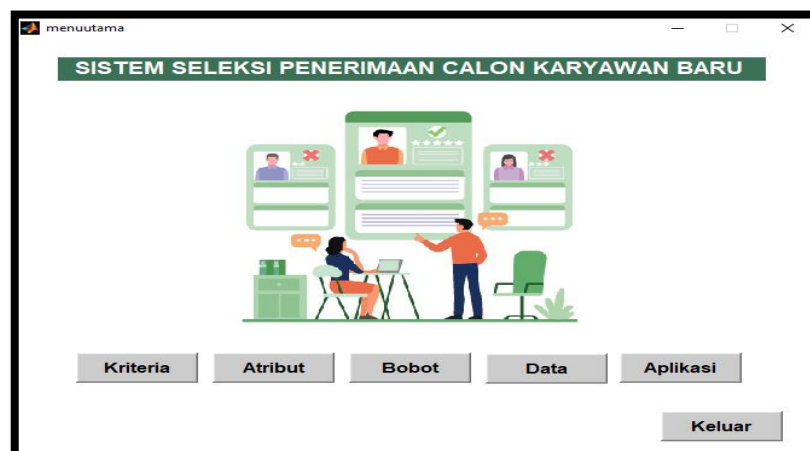 menuutama
SISTEM SELEKSI PENERIMAAN CALON KARYAWAN BARU
Kriteria Atribut Bobot Data Aplikasi
Keluar